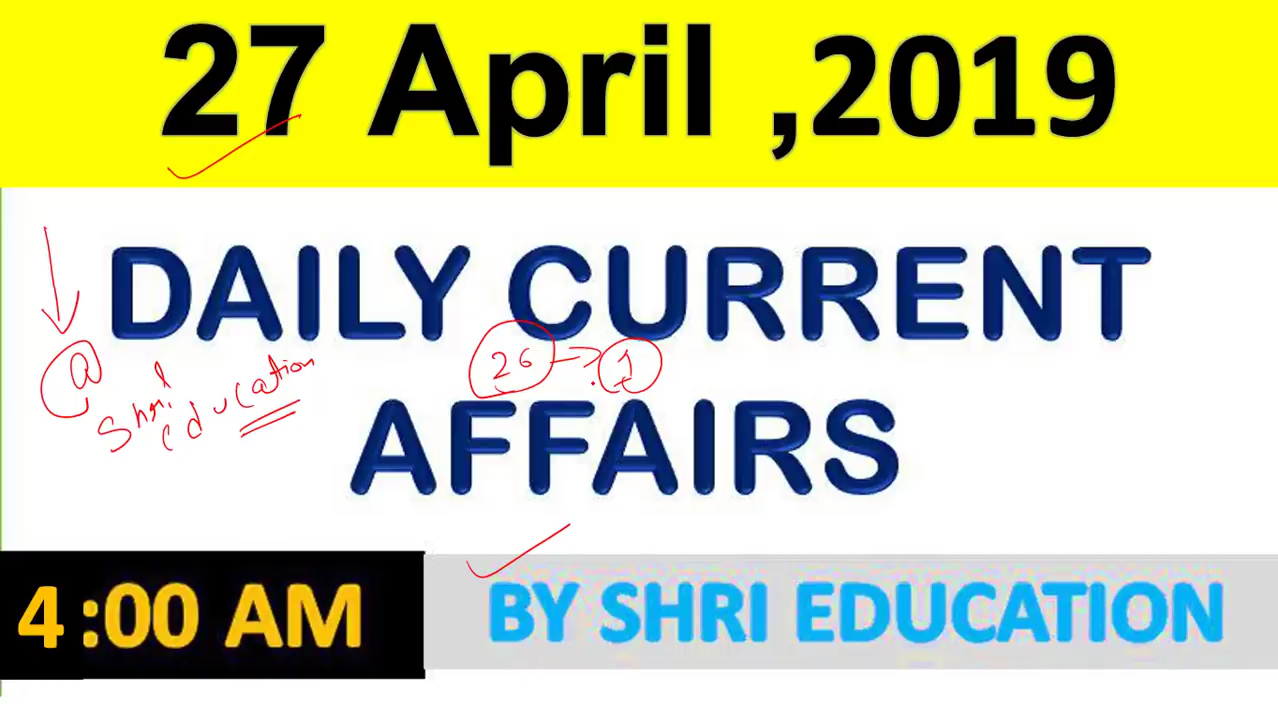 27 April ,2019
DAILY CURRENT
@
Shri
Education
26 → 1
AFFAIRS
4 :00 AM
BY SHRI EDUCATION